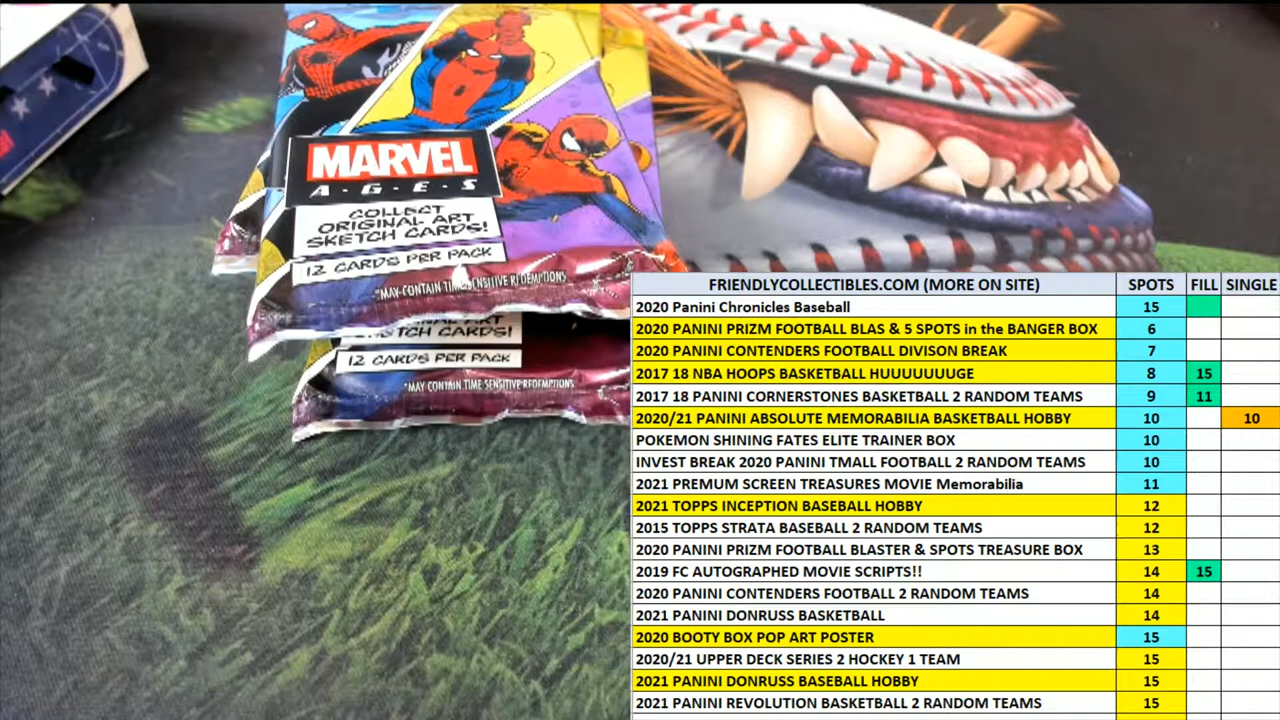 MARVEL
A·G·E·S
COLLECT
ORIGINAL ART
SKETCH CARDS!
12 CARDS PER PACK
*MAY CONTAIN TIME SENSITIVE REDEMPTIONS
ART
SKETCH CARDS!
12 CARDS PER PACK
*MAY CONTAIN TIME SENSITIVE REDEMPTIONS
FRIENDLYCOLLECTIBLES.COM (MORE ON SITE) SPOTS FILL SINGLE
2020 Panini Chronicles Baseball 15
2020 PANINI PRIZM FOOTBALL BLAS & 5 SPOTS in the BANGER BOX 6
2020 PANINI CONTENDERS FOOTBALL DIVISON BREAK 7
2017 18 NBA HOOPS BASKETBALL HUUUUUUUGE 8 15
2017 18 PANINI CORNERSTONES BASKETBALL 2 RANDOM TEAMS 9 11
2020/21 PANINI ABSOLUTE MEMORABILIA BASKETBALL HOBBY 10 10
POKEMON SHINING FATES ELITE TRAINER BOX 10
INVEST BREAK 2020 PANINI TMALL FOOTBALL 2 RANDOM TEAMS 10
2021 PREMUM SCREEN TREASURES MOVIE Memorabilia 11
2021 TOPPS INCEPTION BASEBALL HOBBY 12
2015 TOPPS STRATA BASEBALL 2 RANDOM TEAMS 12
2020 PANINI PRIZM FOOTBALL BLASTER & SPOTS TREASURE BOX 13
2019 FC AUTOGRAPHED MOVIE SCRIPTS!! 14 15
2020 PANINI CONTENDERS FOOTBALL 2 RANDOM TEAMS 14
2021 PANINI DONRUSS BASKETBALL 14
2020 BOOTY BOX POP ART POSTER 15
2020/21 UPPER DECK SERIES 2 HOCKEY 1 TEAM 15
2021 PANINI DONRUSS BASEBALL HOBBY 15
2021 PANINI REVOLUTION BASKETBALL 2 RANDOM TEAMS 15